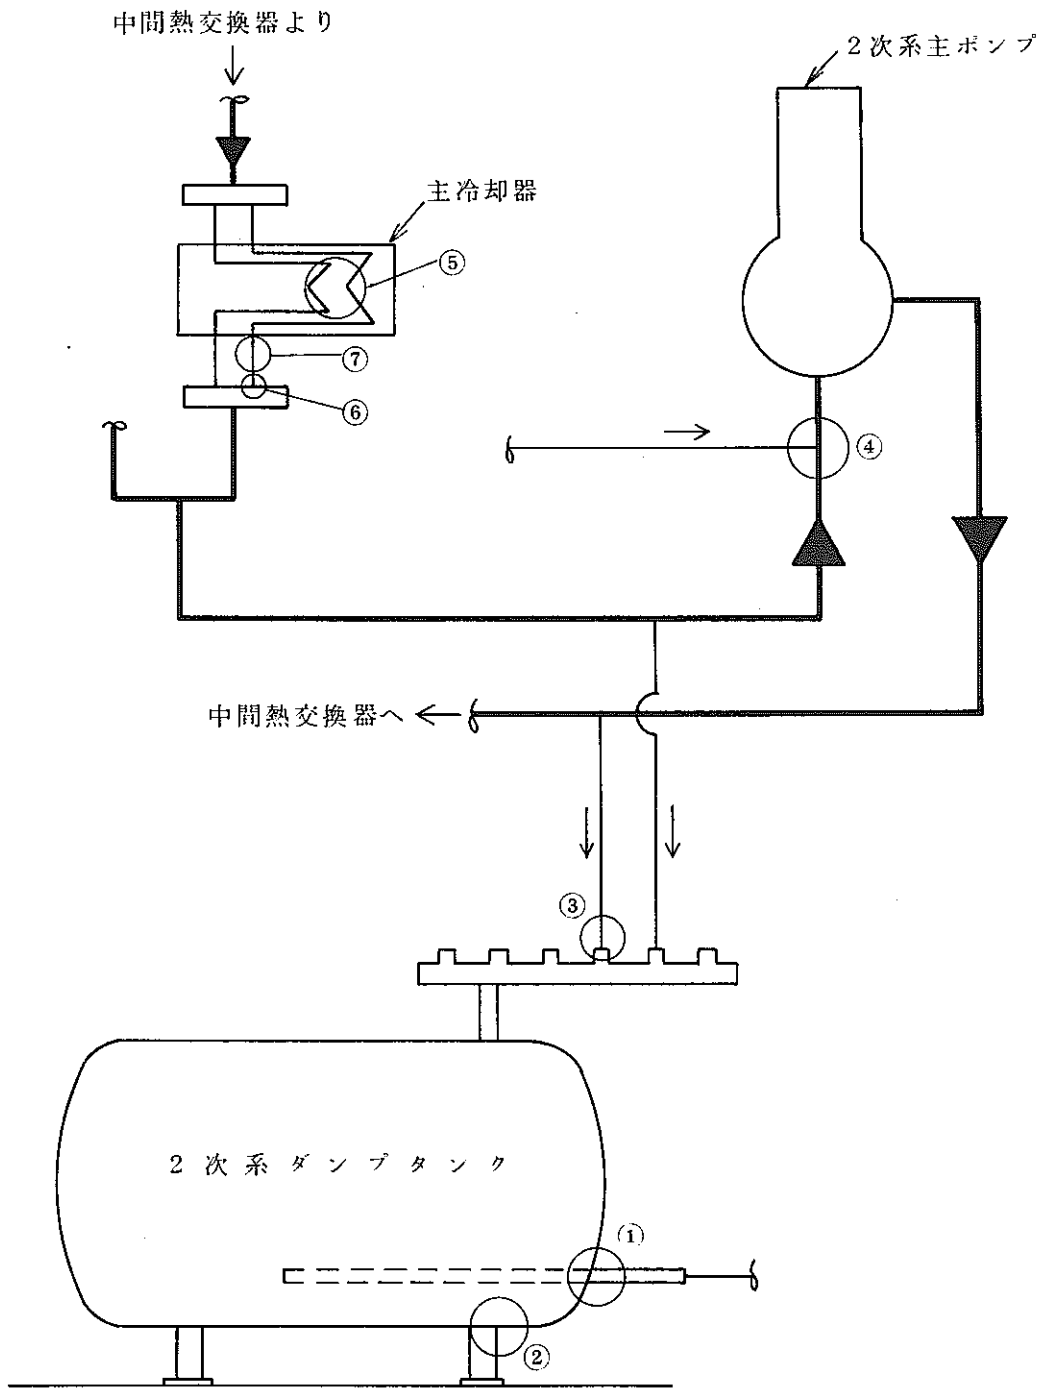 中間熱交換器より
2次系主ポンプ
主冷却器
⑤
⑦
⑥
④
中間熱交換器へ
③
2次系ダンプタンク
①
②